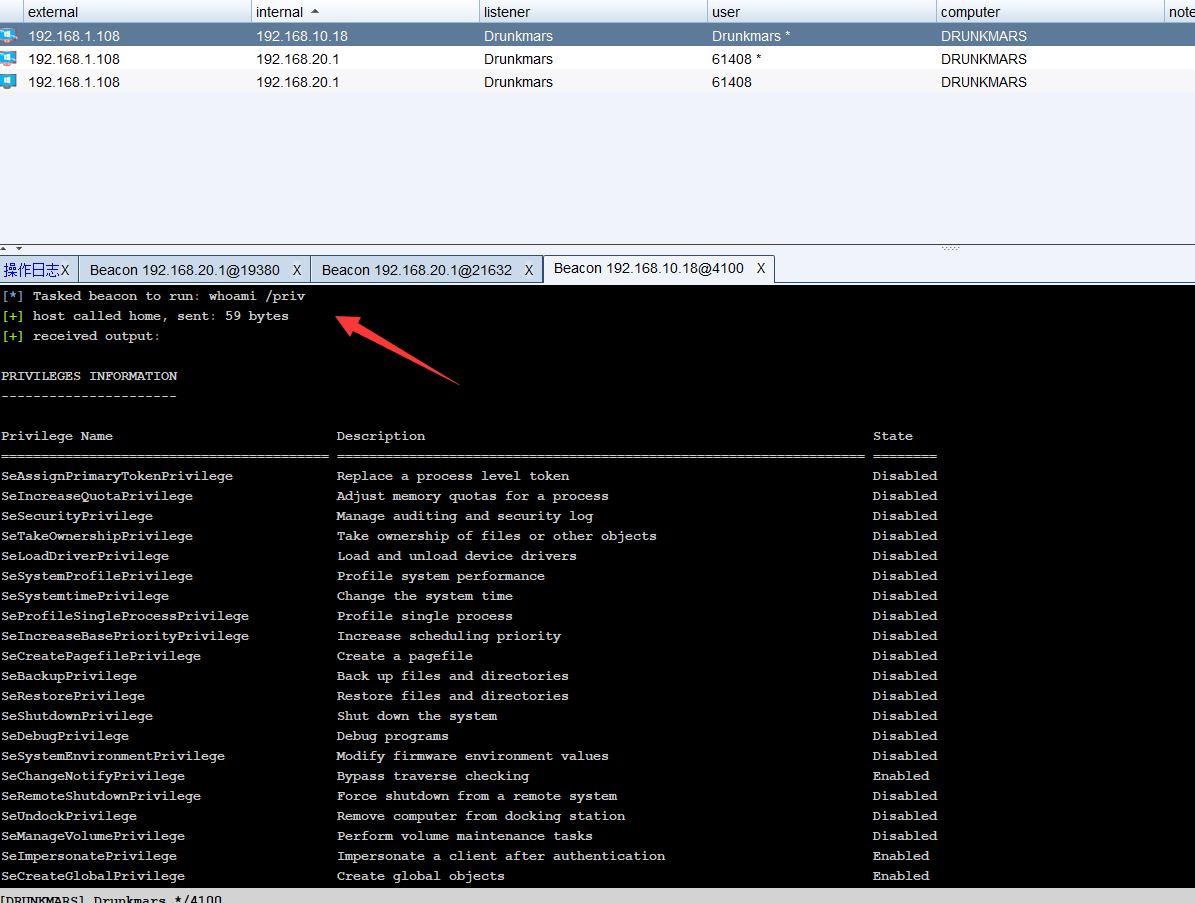 external internal listener user computer note
192.168.1.108 192.168.10.18 Drunkmars Drunkmars * DRUNKMARS
192.168.1.108 192.168.20.1 Drunkmars 61408 * DRUNKMARS
192.168.1.108 192.168.20.1 Drunkmars 61408 DRUNKMARS
操作日志X Beacon 192.168.20.1@19380 X Beacon 192.168.20.1@21632 X Beacon 192.168.10.18@4100 X
[*] Tasked beacon to run: whoami /priv
[+] host called home, sent: 59 bytes
[+] received output:
PRIVILEGES INFORMATION
----------------------
Privilege Name Description State
========================================= ================================================================== ========
SeAssignPrimaryTokenPrivilege Replace a process level token Disabled
SeIncreaseQuotaPrivilege Adjust memory quotas for a process Disabled
SeSecurityPrivilege Manage auditing and security log Disabled
SeTakeOwnershipPrivilege Take ownership of files or other objects Disabled
SeLoadDriverPrivilege Load and unload device drivers Disabled
SeSystemProfilePrivilege Profile system performance Disabled
SeSystemtimePrivilege Change the system time Disabled
SeProfileSingleProcessPrivilege Profile single process Disabled
SeIncreaseBasePriorityPrivilege Increase scheduling priority Disabled
SeCreatePagefilePrivilege Create a pagefile Disabled
SeBackupPrivilege Back up files and directories Disabled
SeRestorePrivilege Restore files and directories Disabled
SeShutdownPrivilege Shut down the system Disabled
SeDebugPrivilege Debug programs Disabled
SeSystemEnvironmentPrivilege Modify firmware environment values Disabled
SeChangeNotifyPrivilege Bypass traverse checking Enabled
SeRemoteShutdownPrivilege Force shutdown from a remote system Disabled
SeUndockPrivilege Remove computer from docking station Disabled
SeManageVolumePrivilege Perform volume maintenance tasks Disabled
SeImpersonatePrivilege Impersonate a client after authentication Enabled
SeCreateGlobalPrivilege Create global objects Enabled
[DRUNKMARS] Drunkmars */4100